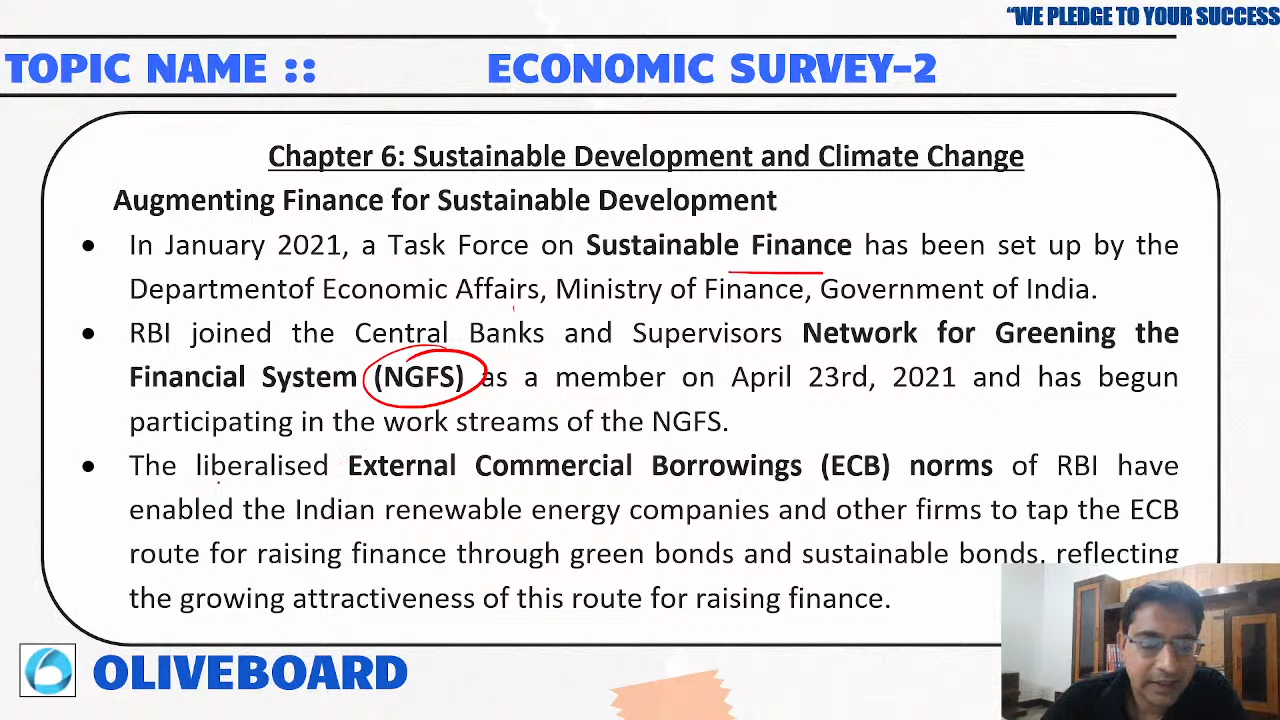 “WE PLEDGE TO YOUR SUCCESS
TOPIC NAME :: ECONOMIC SURVEY-2
Chapter 6: Sustainable Development and Climate Change
Augmenting Finance for Sustainable Development
• In January 2021, a Task Force on Sustainable Finance has been set up by the
Departmentof Economic Affairs, Ministry of Finance, Government of India.
• RBI joined the Central Banks and Supervisors Network for Greening the
Financial System (NGFS) as a member on April 23rd, 2021 and has begun
participating in the work streams of the NGFS.
• The liberalised External Commercial Borrowings (ECB) norms of RBI have
enabled the Indian renewable energy companies and other firms to tap the ECB
route for raising finance through green bonds and sustainable bonds, reflecting
the growing attractiveness of this route for raising finance.
OLIVEBOARD